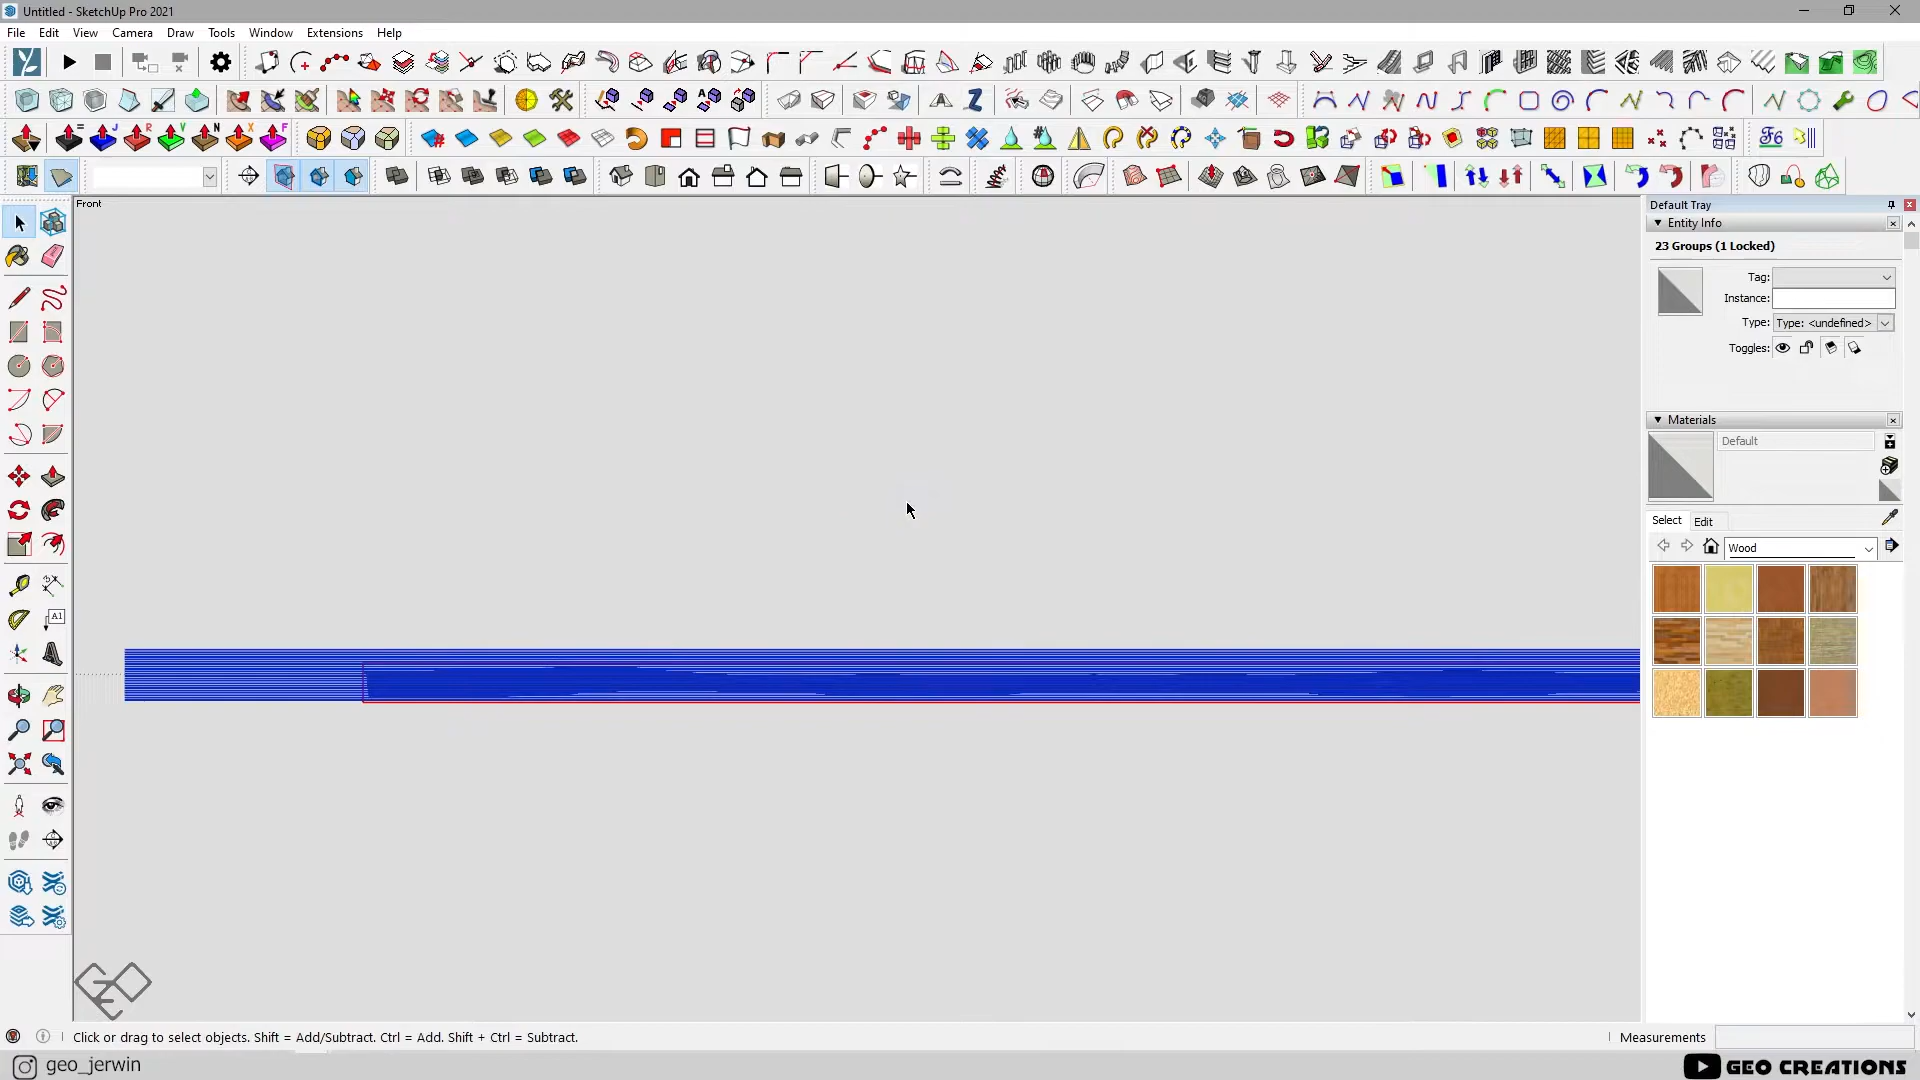 Untitled - SketchUp Pro 2021
File Edit View Camera Draw Tools Window Extensions Help
Front
Default Tray
Entity Info
23 Groups (1 Locked)
Tag:
Instance:
Type: Type: <undefined>
Toggles:
Materials
Default
Select Edit
Wood
Click or drag to select objects. Shift = Add/Subtract. Ctrl = Add. Shift + Ctrl = Subtract.
Measurements
geo_jerwin
GEO CREATIONS